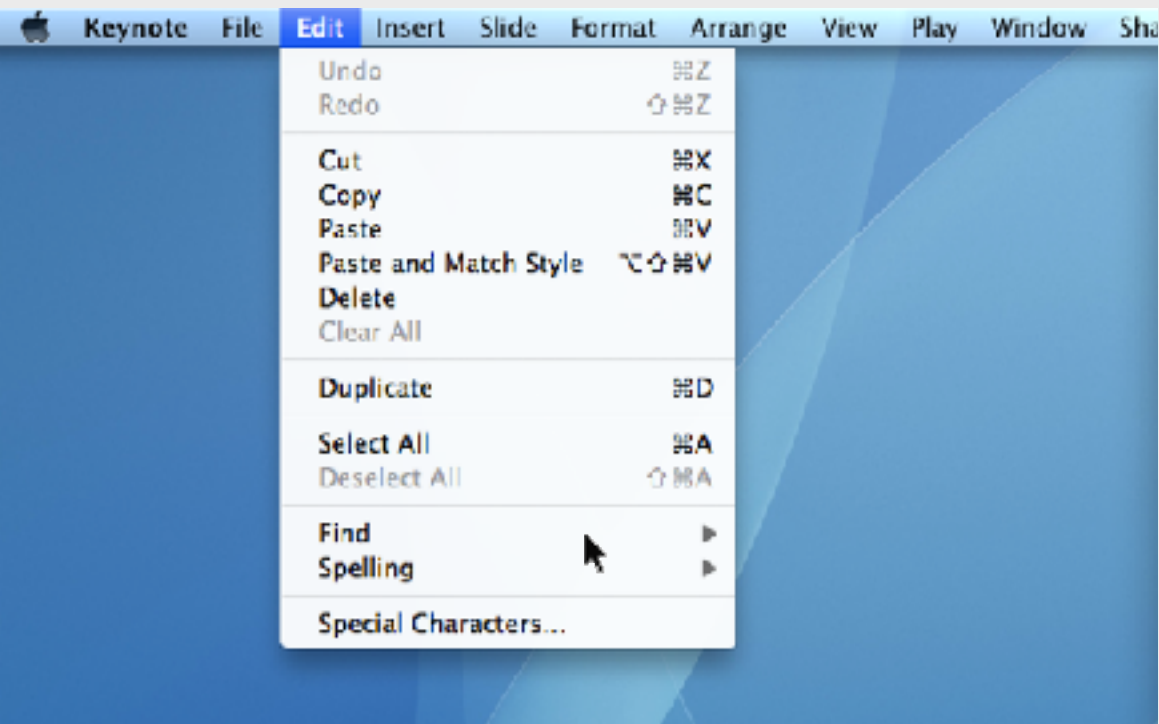 Keynote File Edit Insert Slide Format Arrange View Play Window Sha
Undo ⌘Z
Redo ⇧⌘Z
Cut ⌘X
Copy ⌘C
Paste ⌘V
Paste and Match Style ⌥⇧⌘V
Delete
Clear All
Duplicate ⌘D
Select All ⌘A
Deselect All ⇧⌘A
Find
Spelling
Special Characters...